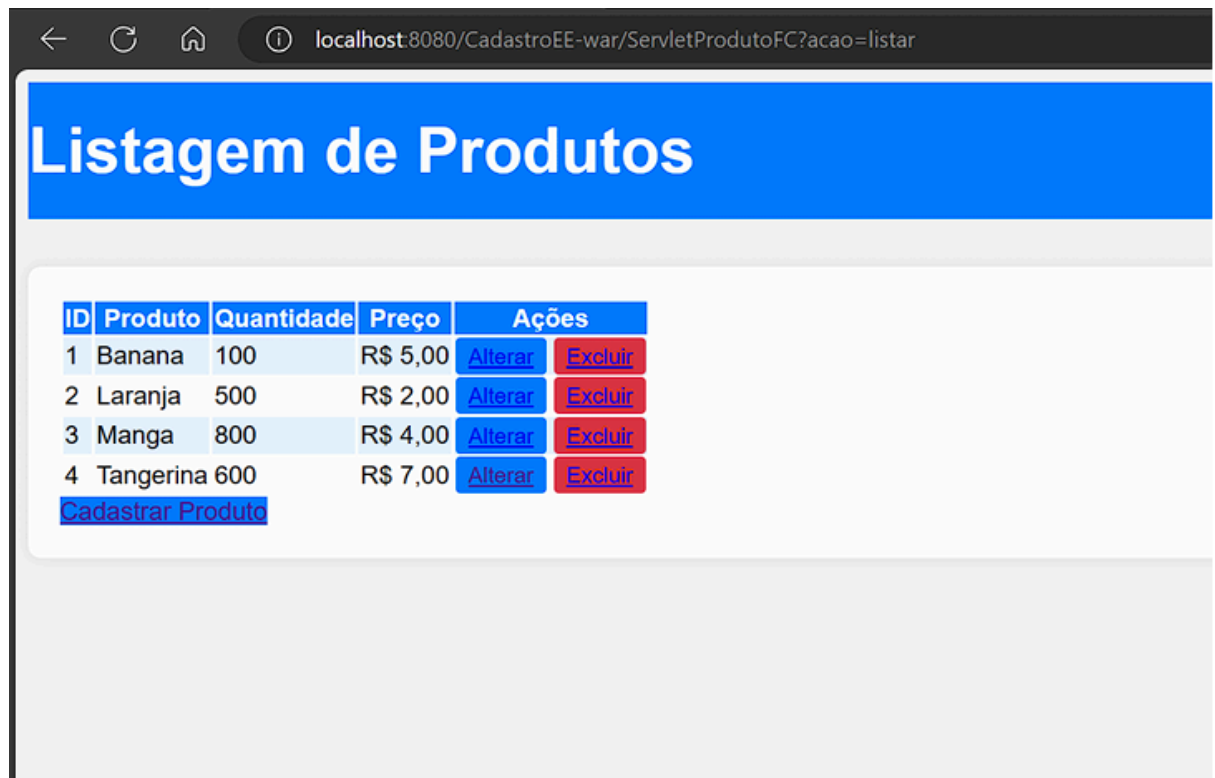 localhost:8080/CadastroEE-war/ServletProdutoFC?acao=listar
Listagem de Produtos
ID Produto Quantidade Preço Ações
1 Banana 100 R$ 5,00 Alterar Excluir
2 Laranja 500 R$ 2,00 Alterar Excluir
3 Manga 800 R$ 4,00 Alterar Excluir
4 Tangerina 600 R$ 7,00 Alterar Excluir
Cadastrar Produto